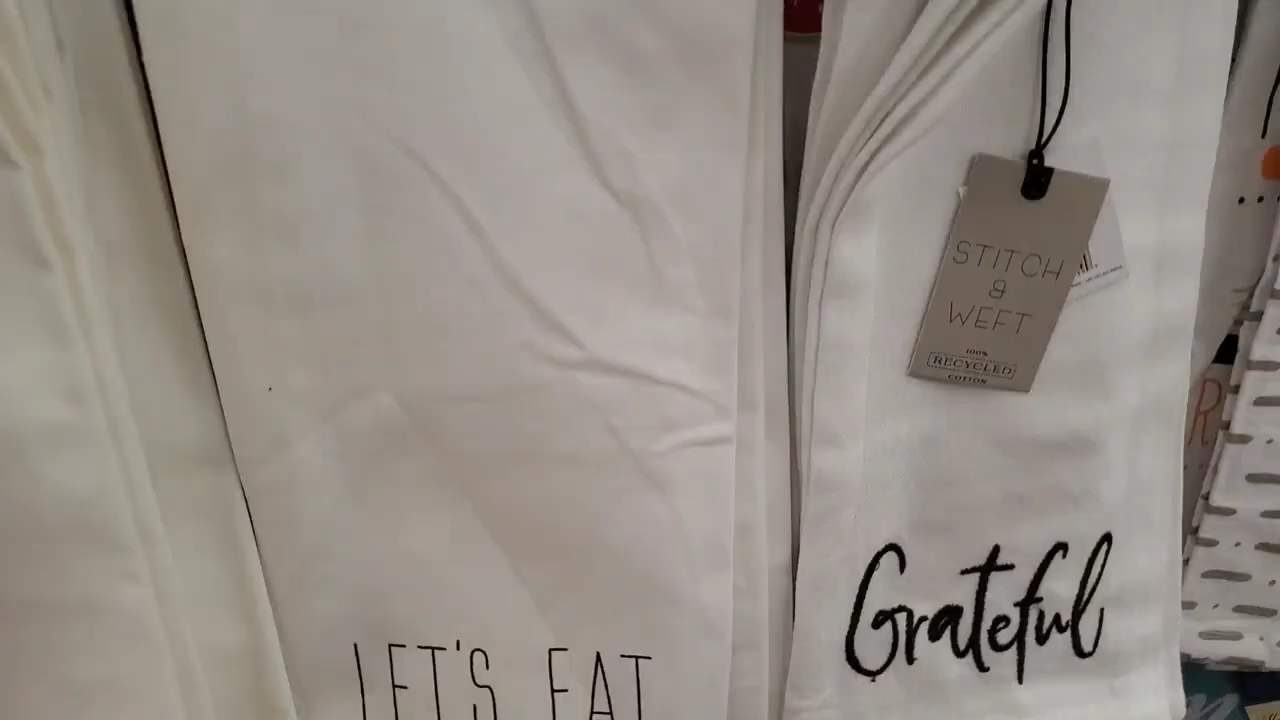 LET'S EAT
STITCH
&
WEFT
100%
RECYCLED
COTTON
Grateful
R